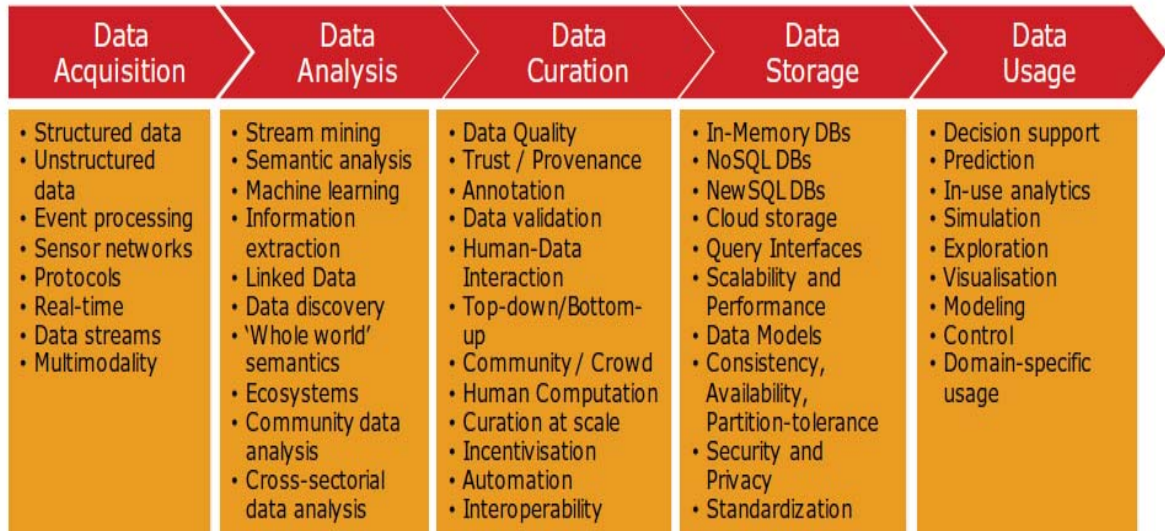 Data
Acquisition
Data
Analysis
Data
Curation
Data
Storage
Data
Usage
• Structured data
• Unstructured
data
• Event processing
• Sensor networks
• Protocols
• Real-time
• Data streams
• Multimodality
• Stream mining
• Semantic analysis
• Machine learning
• Information
extraction
• Linked Data
• Data discovery
• ‘Whole world’
semantics
• Ecosystems
• Community data
analysis
• Cross-sectorial
data analysis
• Data Quality
• Trust / Provenance
• Annotation
• Data validation
• Human-Data
Interaction
• Top-down/Bottom-
up
• Community / Crowd
• Human Computation
• Curation at scale
• Incentivisation
• Automation
• Interoperability
• In-Memory DBs
• NoSQL DBs
• NewSQL DBs
• Cloud storage
• Query Interfaces
• Scalability and
Performance
• Data Models
• Consistency,
Availability,
Partition-tolerance
• Security and
Privacy
• Standardization
• Decision support
• Prediction
• In-use analytics
• Simulation
• Exploration
• Visualisation
• Modeling
• Control
• Domain-specific
usage